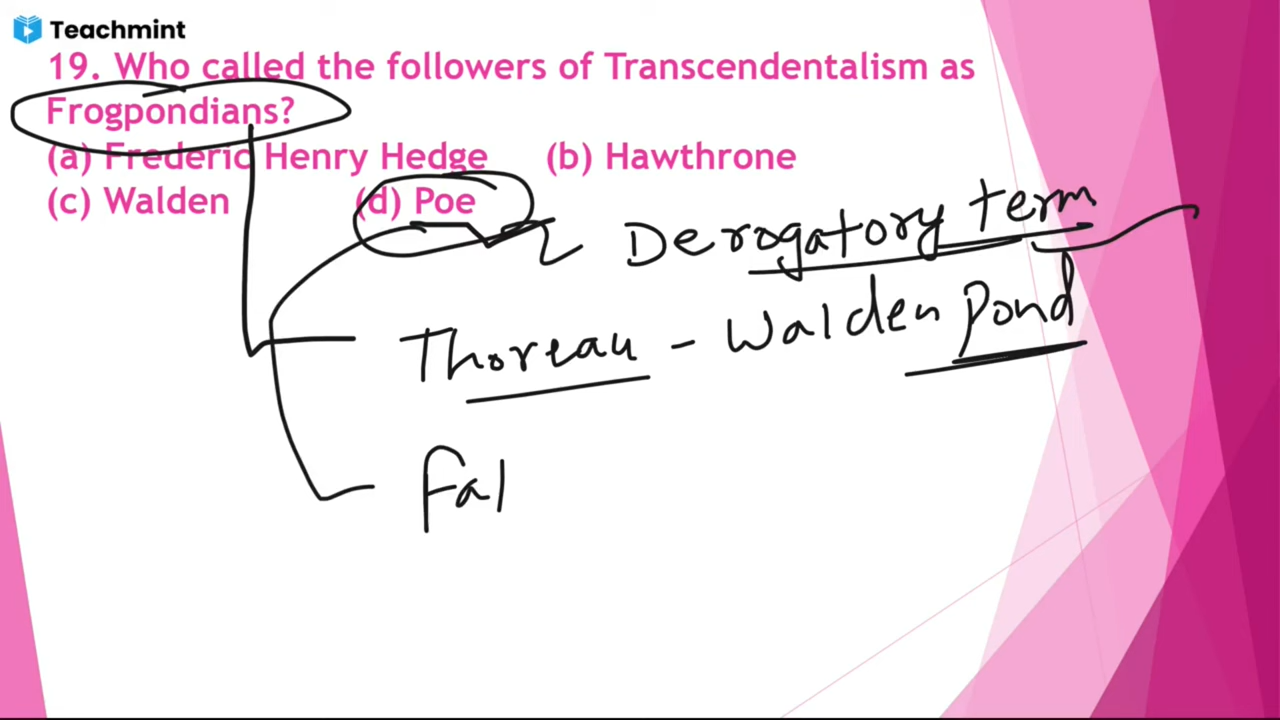 Teachmint
19. Who called the followers of Transcendentalism as
Frogpondians?
(a) Frederic Henry Hedge (b) Hawthrone
(c) Walden (d) Poe
Derogatory term
Thoreau - Walden Pond
Fal